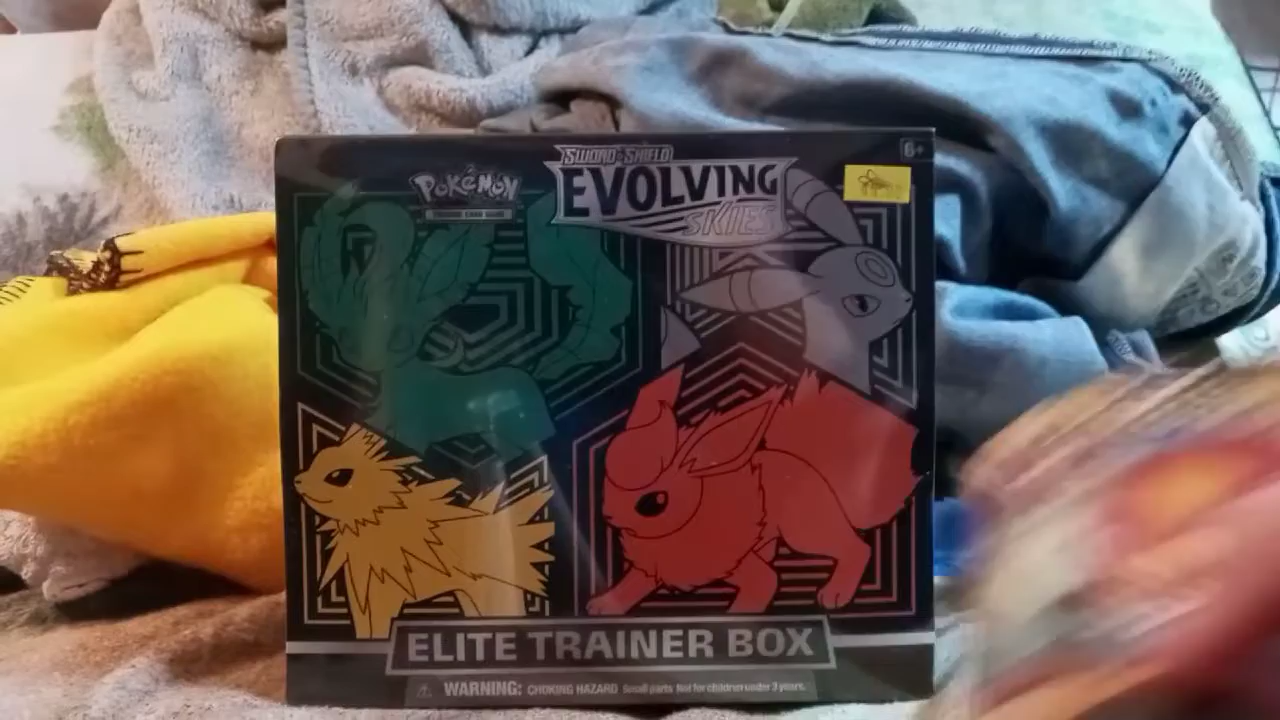 SWORD & SHIELD
POKéMON
TRADING CARD GAME
EVOLVING
SKIES
6+
ELITE TRAINER BOX
WARNING: CHOKING HAZARD Small parts Not for children under 3 years.